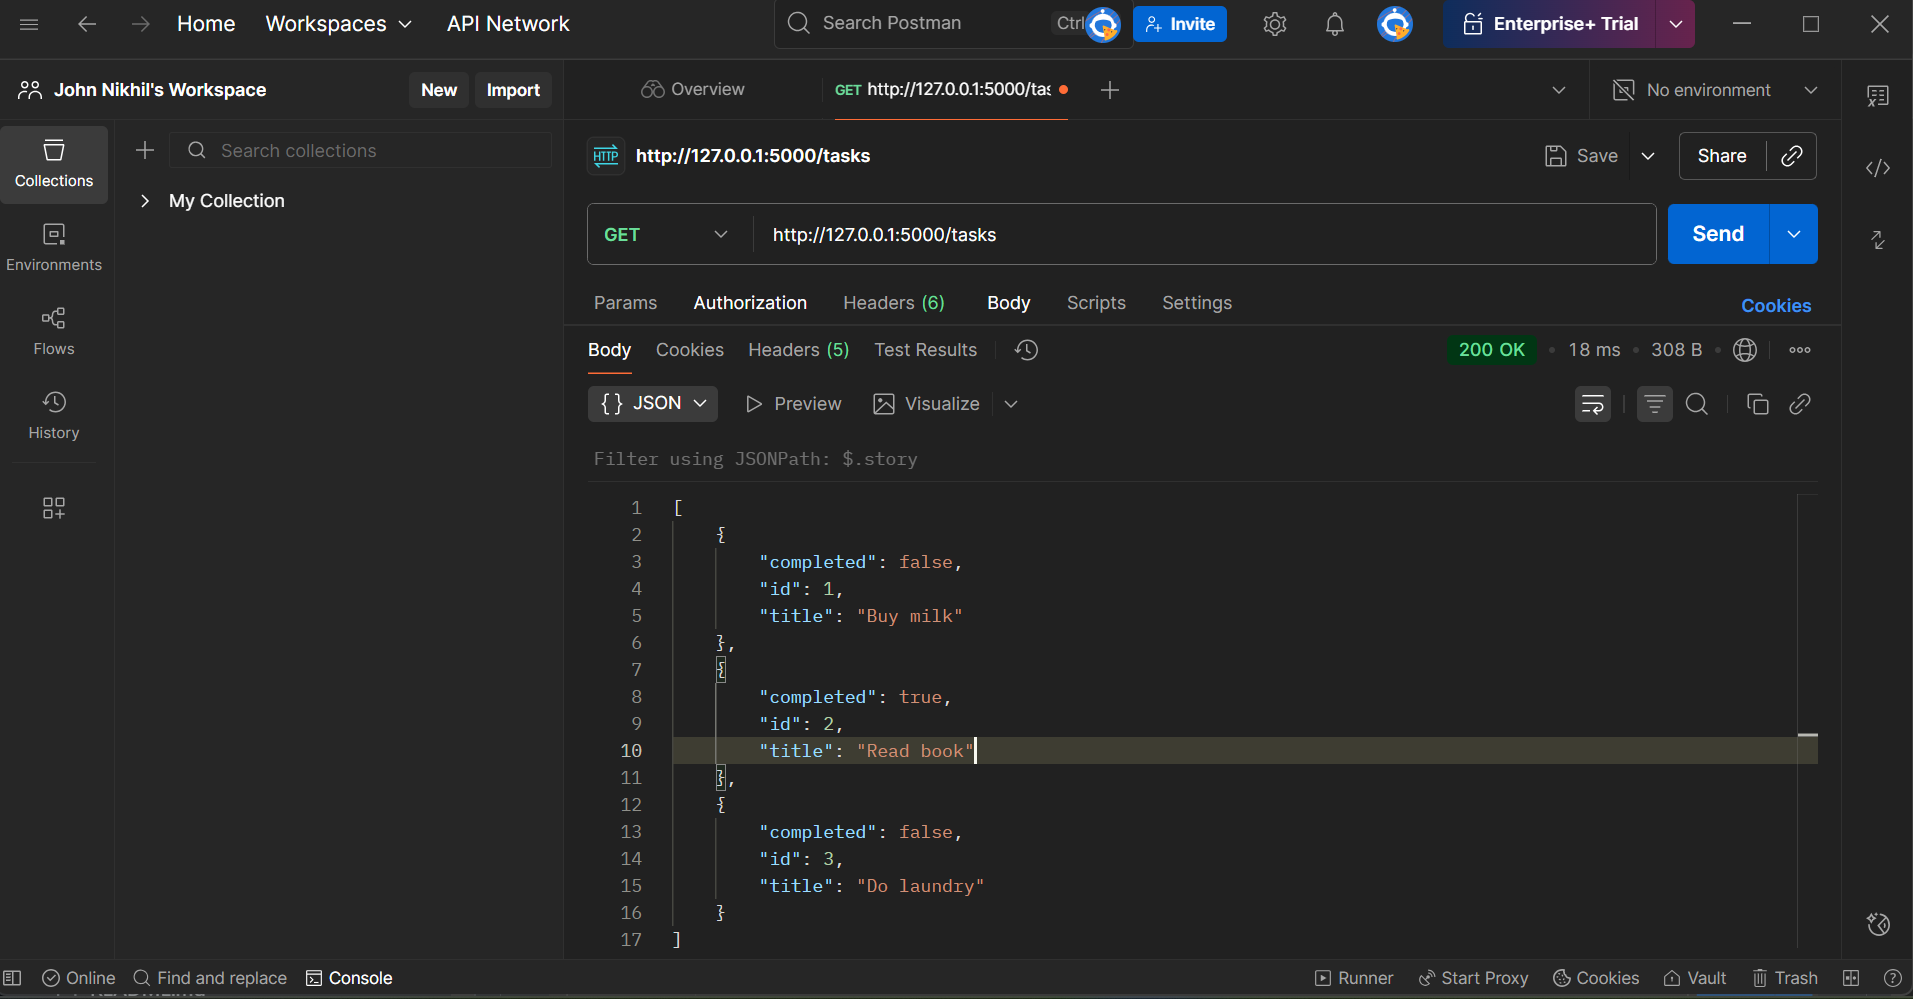 Home Workspaces API Network Search Postman Ctrl Invite Enterprise+ Trial
John Nikhil's Workspace New Import Overview GET http://127.0.0.1:5000/tas No environment
Search collections
Collections
My Collection
Environments
Flows
History
HTTP http://127.0.0.1:5000/tasks Save Share
GET http://127.0.0.1:5000/tasks Send
Params Authorization Headers (6) Body Scripts Settings Cookies
Body Cookies Headers (5) Test Results 200 OK • 18 ms • 308 B •
{} JSON Preview Visualize
Filter using JSONPath: $.story
1 [
2 {
3 "completed": false,
4 "id": 1,
5 "title": "Buy milk"
6 },
7 {
8 "completed": true,
9 "id": 2,
10 "title": "Read book"
11 },
12 {
13 "completed": false,
14 "id": 3,
15 "title": "Do laundry"
16 }
17 ]
Online Find and replace Console Runner Start Proxy Cookies Vault Trash